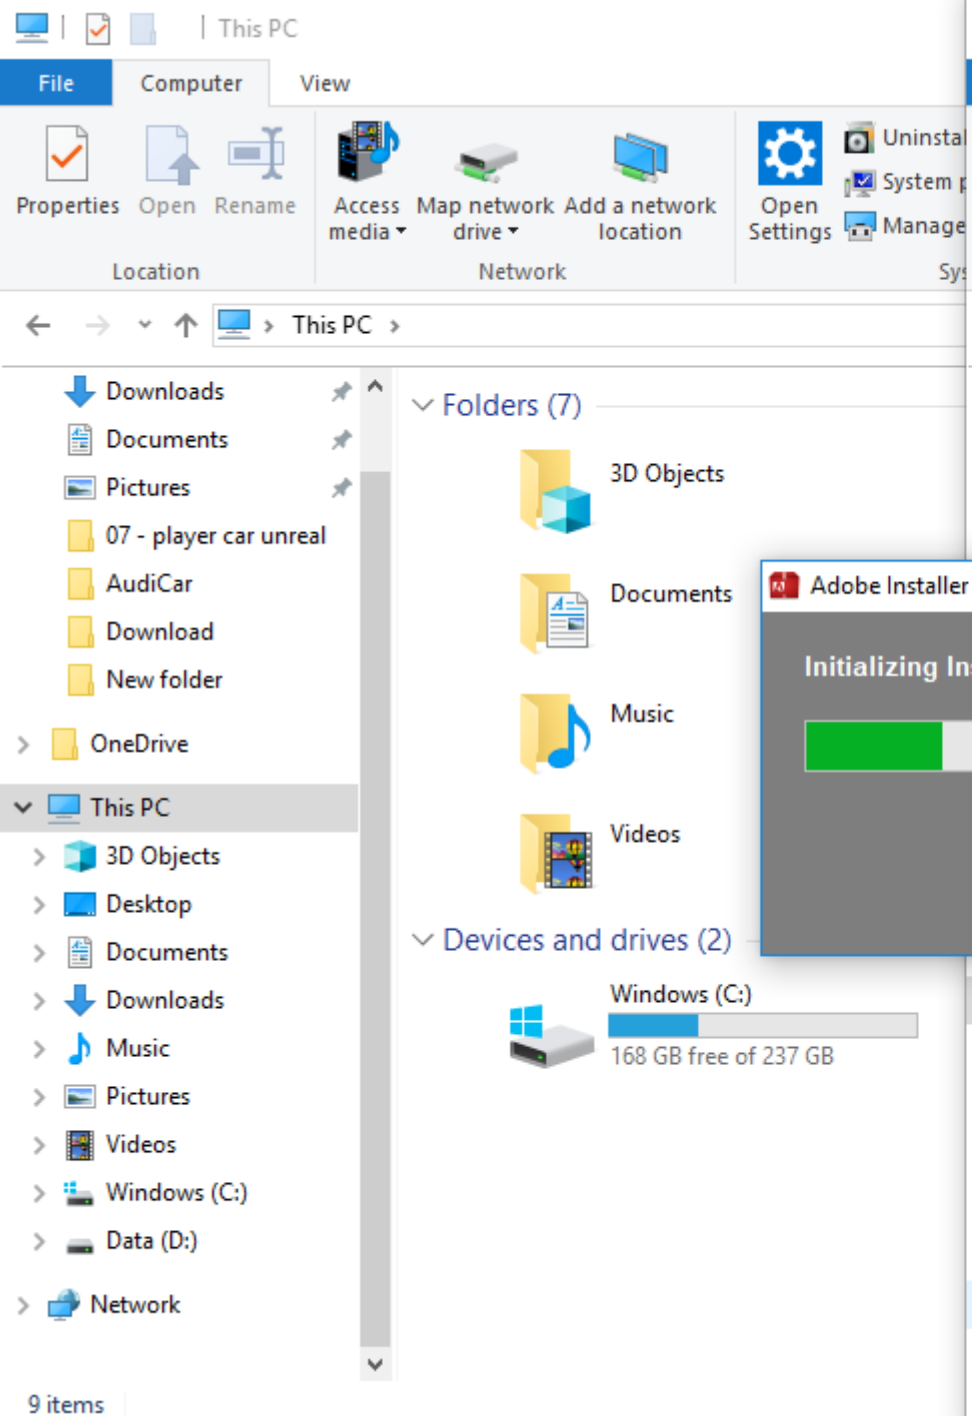 This PC
File
Computer
View
Properties
Open
Rename
Access media
Map network drive
Add a network location
Open Settings
Uninstal
System p
Manage
Location
Network
Sys
This PC
Downloads
Documents
Pictures
07 - player car unreal
AudiCar
Download
New folder
OneDrive
This PC
3D Objects
Desktop
Documents
Downloads
Music
Pictures
Videos
Windows (C:)
Data (D:)
Network
Folders (7)
3D Objects
Documents
Music
Videos
Devices and drives (2)
Windows (C:)
168 GB free of 237 GB
Adobe Installer
Initializing Ins
9 items